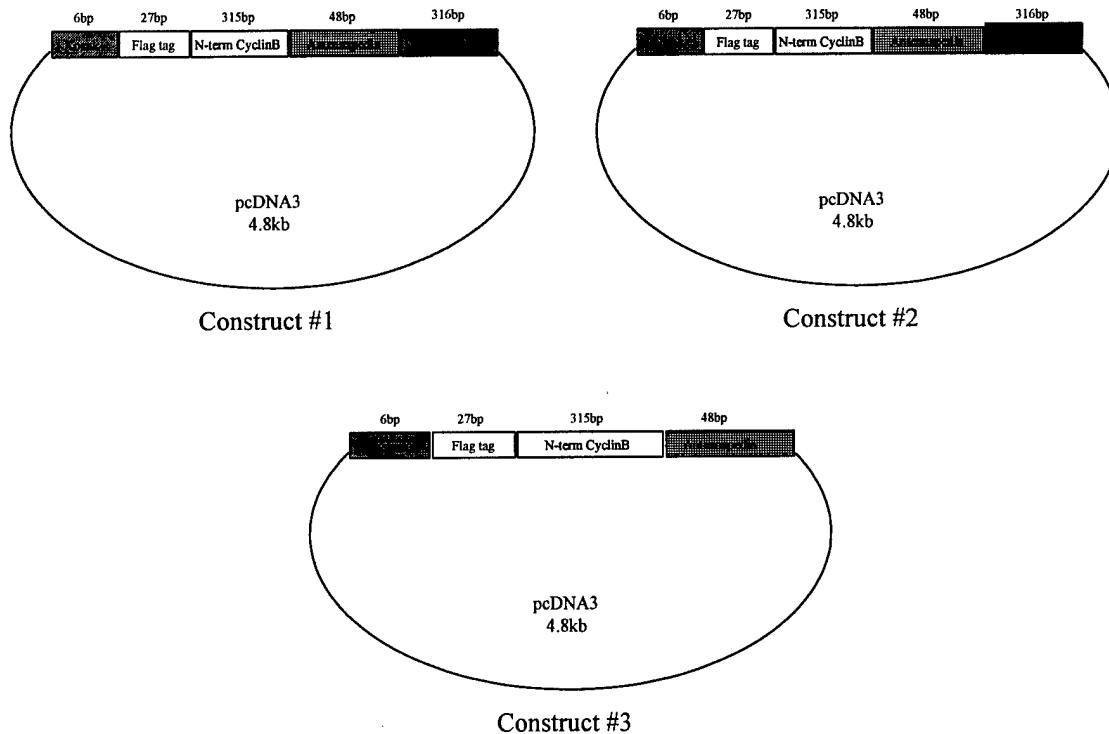 6bp 27bp 315bp 48bp 316bp
Flag tag N-term CyclinB
pcDNA3
4.8kb
Construct #1
6bp 27bp 315bp 48bp 316bp
Flag tag N-term CyclinB
pcDNA3
4.8kb
Construct #2
6bp 27bp 315bp 48bp
Flag tag N-term CyclinB
pcDNA3
4.8kb
Construct #3